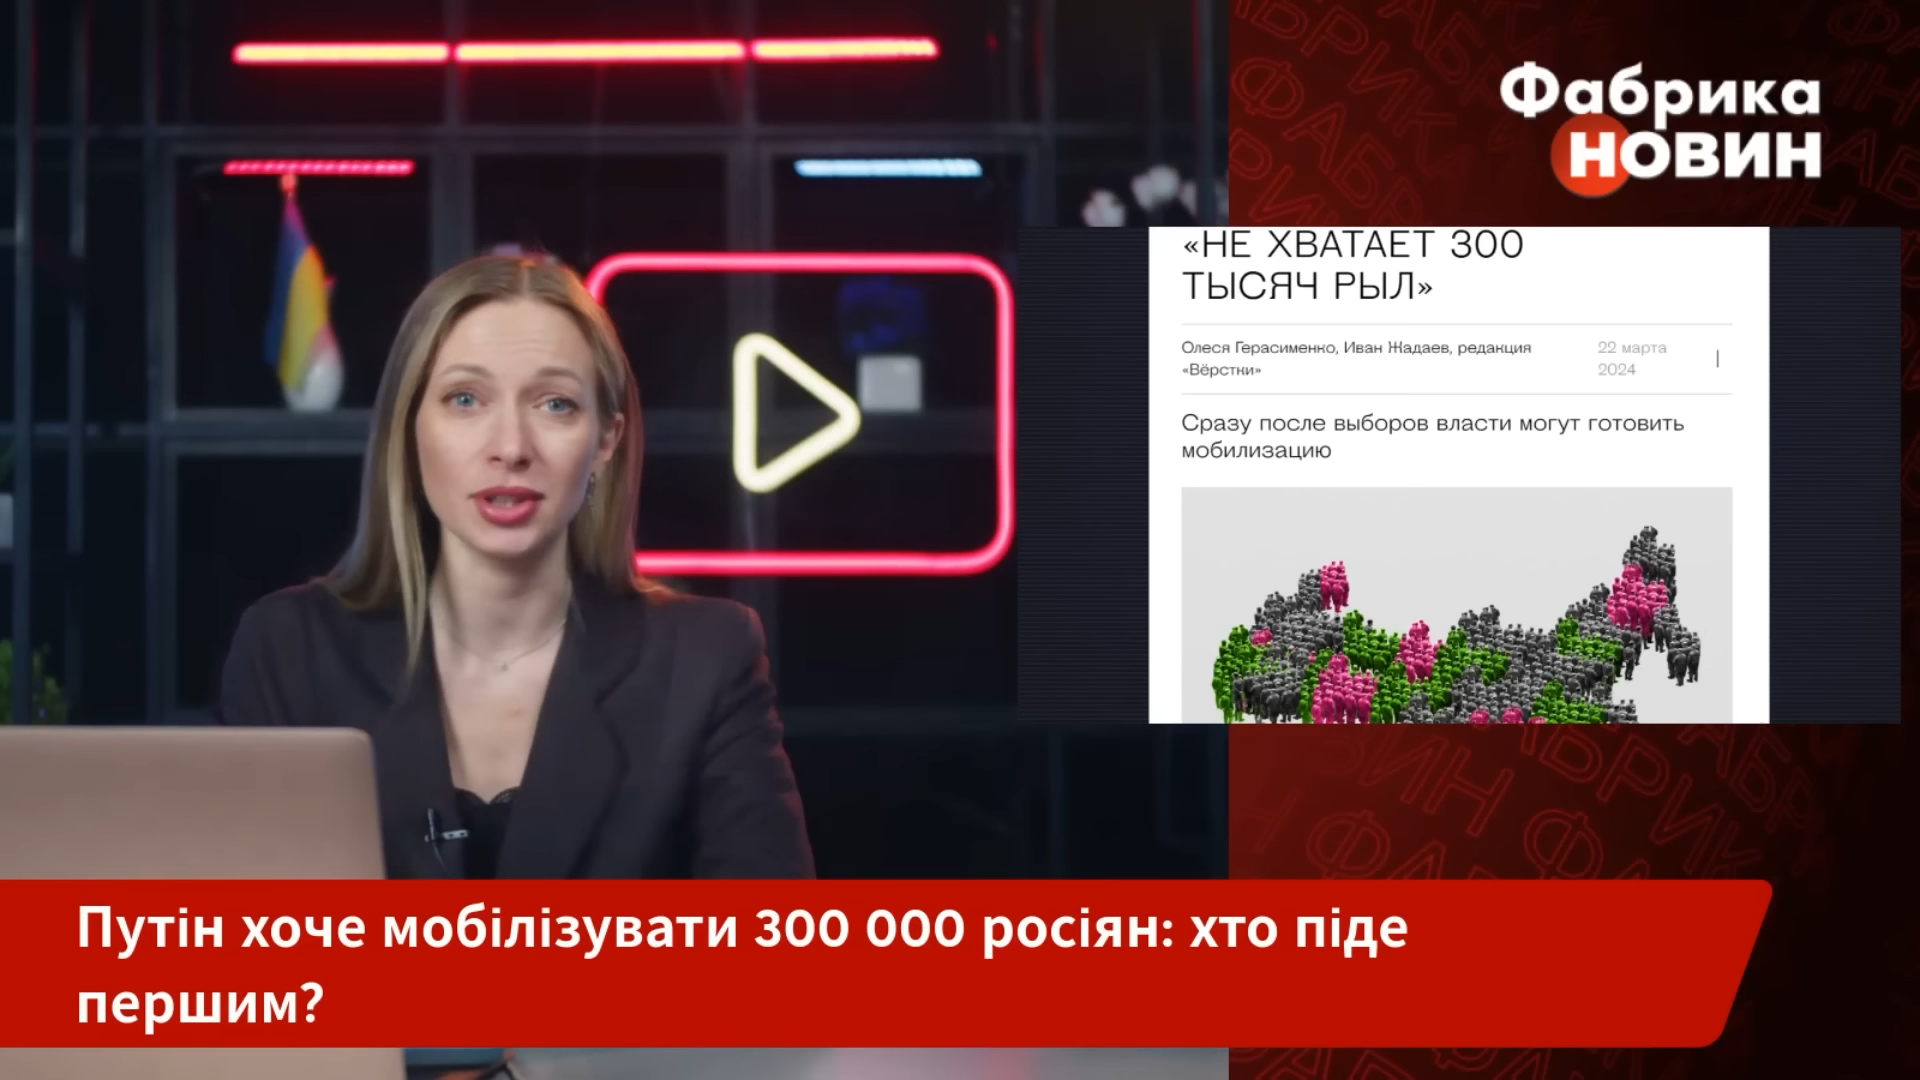 Фабрика
НОВИН
«НЕ ХВАТАЕТ 300
ТЫСЯЧ РЫЛ»
Олеся Герасименко, Иван Жадаев, редакция
«Вёрстки»
22 марта
2024
Сразу после выборов власти могут готовить
мобилизацию
Путін хоче мобілізувати 300 000 росіян: хто піде
першим?